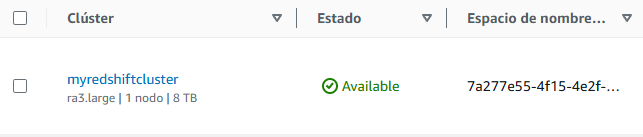 Clúster Estado Espacio de nombre...
myredshiftcluster Available 7a277e55-4f15-4e2f-...
ra3.large | 1 nodo | 8 TB